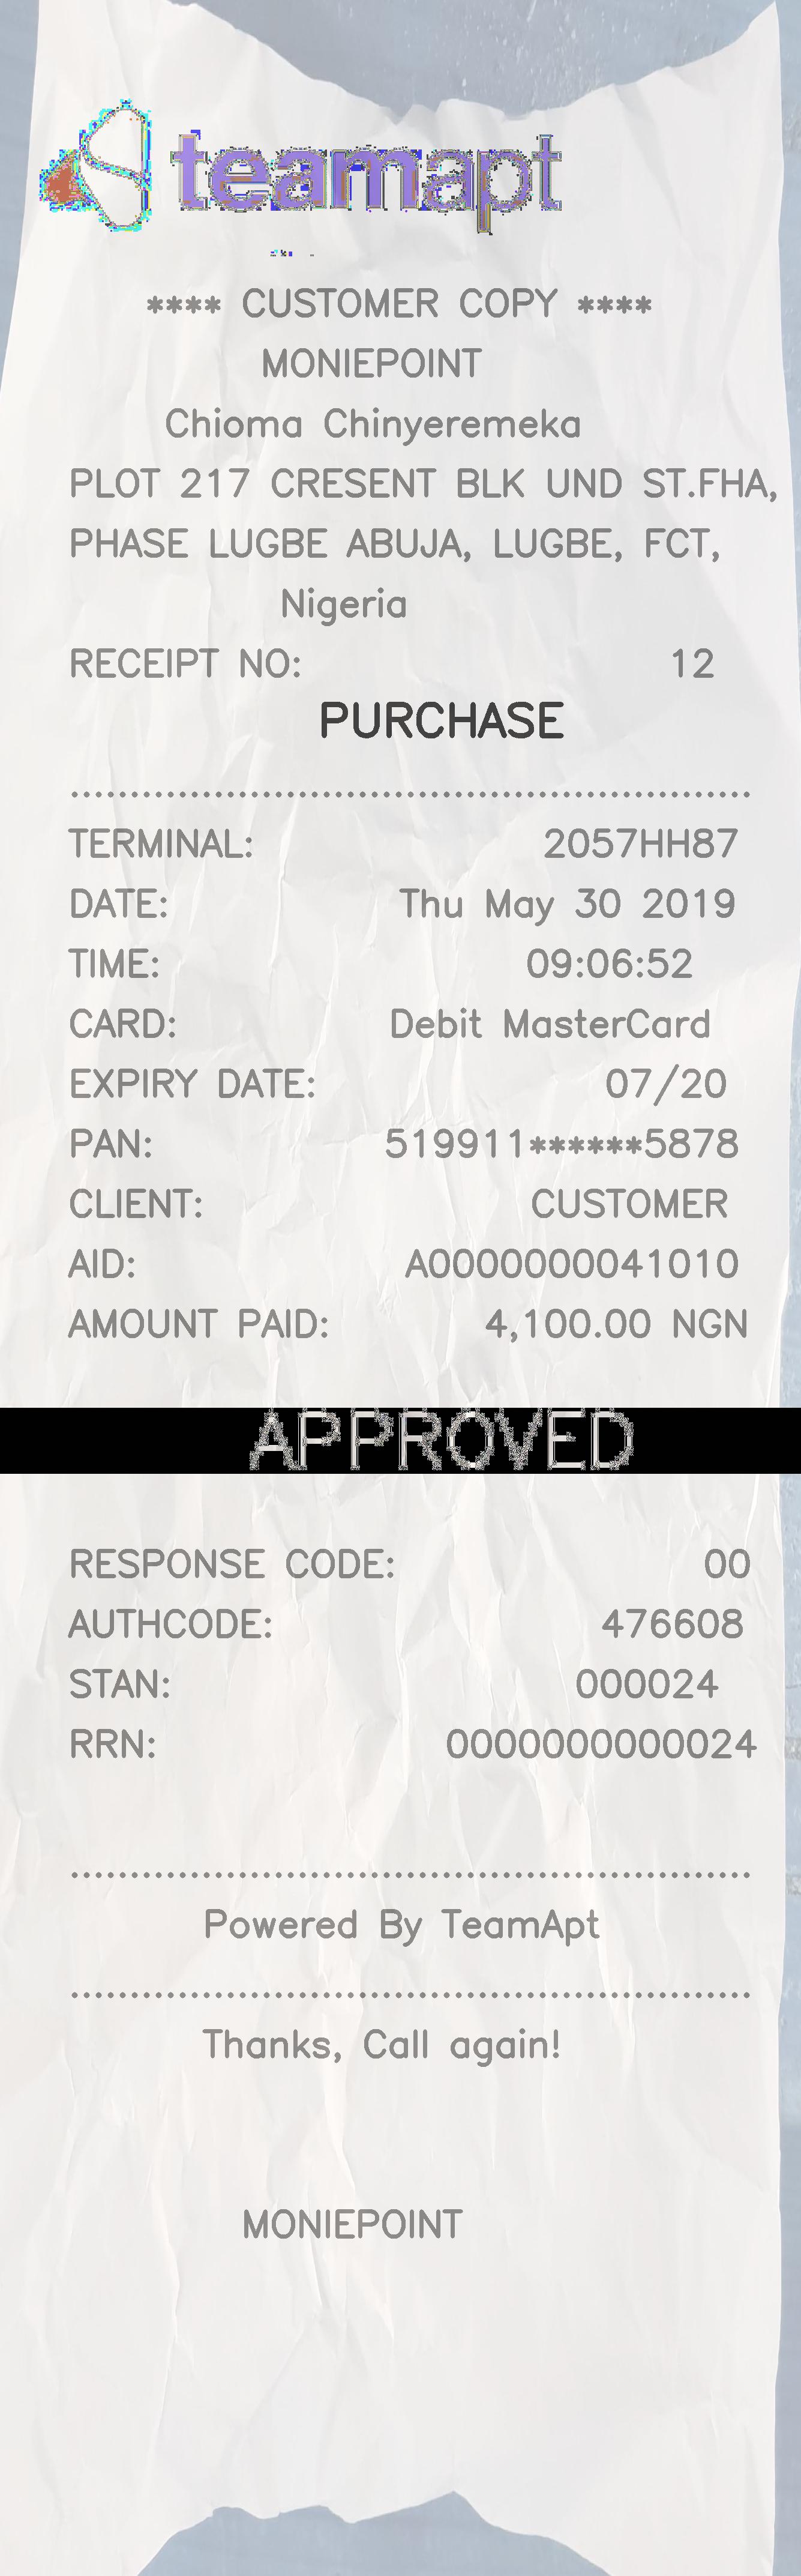 teamapt
**** CUSTOMER COPY ****
MONIEPOINT
Chioma Chinyeremeka
PLOT 217 CRESENT BLK UND ST.FHA,
PHASE LUGBE ABUJA, LUGBE, FCT,
Nigeria
RECEIPT NO: 12
PURCHASE
TERMINAL: 2057HH87
DATE: Thu May 30 2019
TIME: 09:06:52
CARD: Debit MasterCard
EXPIRY DATE: 07/20
PAN: 519911******5878
CLIENT: CUSTOMER
AID: A0000000041010
AMOUNT PAID: 4,100.00 NGN
APPROVED
RESPONSE CODE: 00
AUTHCODE: 476608
STAN: 000024
RRN: 0000000000024
Powered By TeamApt
Thanks, Call again!
MONIEPOINT